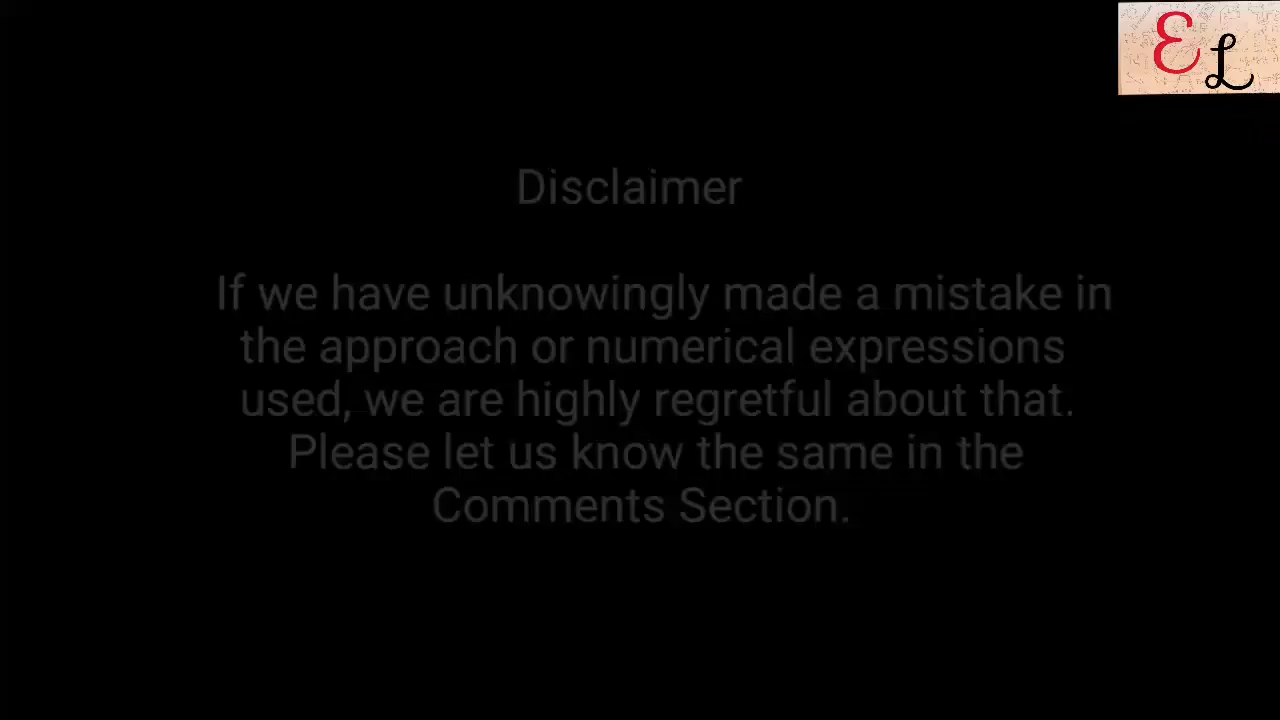 EL
Disclaimer
If we have unknowingly made a mistake in
the approach or numerical expressions
used, we are highly regretful about that.
Please let us know the same in the
Comments Section.